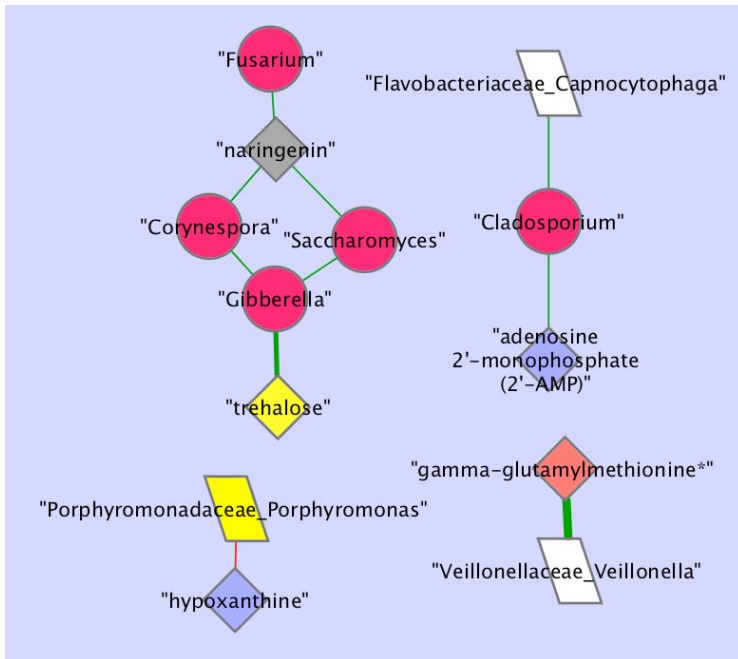 "Fusarium"
"Flavobacteriaceae_Capnocytophaga"
"naringenin"
"Corynespora"
"Saccharomyces"
"Cladosporium"
"Gibberella"
"adenosine
2'-monophosphate
(2'-AMP)"
"trehalose"
"gamma-glutamylmethionine*"
"Porphyromonadaceae_Porphyromonas"
"Veillonellaceae_Veillonella"
"hypoxanthine"